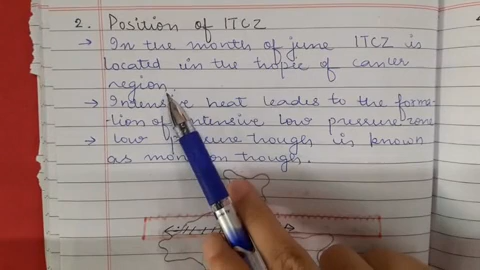 2. Position of ITCZ
→ In the month of june ITCZ is
located in the tropic of cancer
region.
→ Intensive heat leades to the forma-
-tion of intensive low pressure zone
→ low pressure trough is known
as monsoon trough.